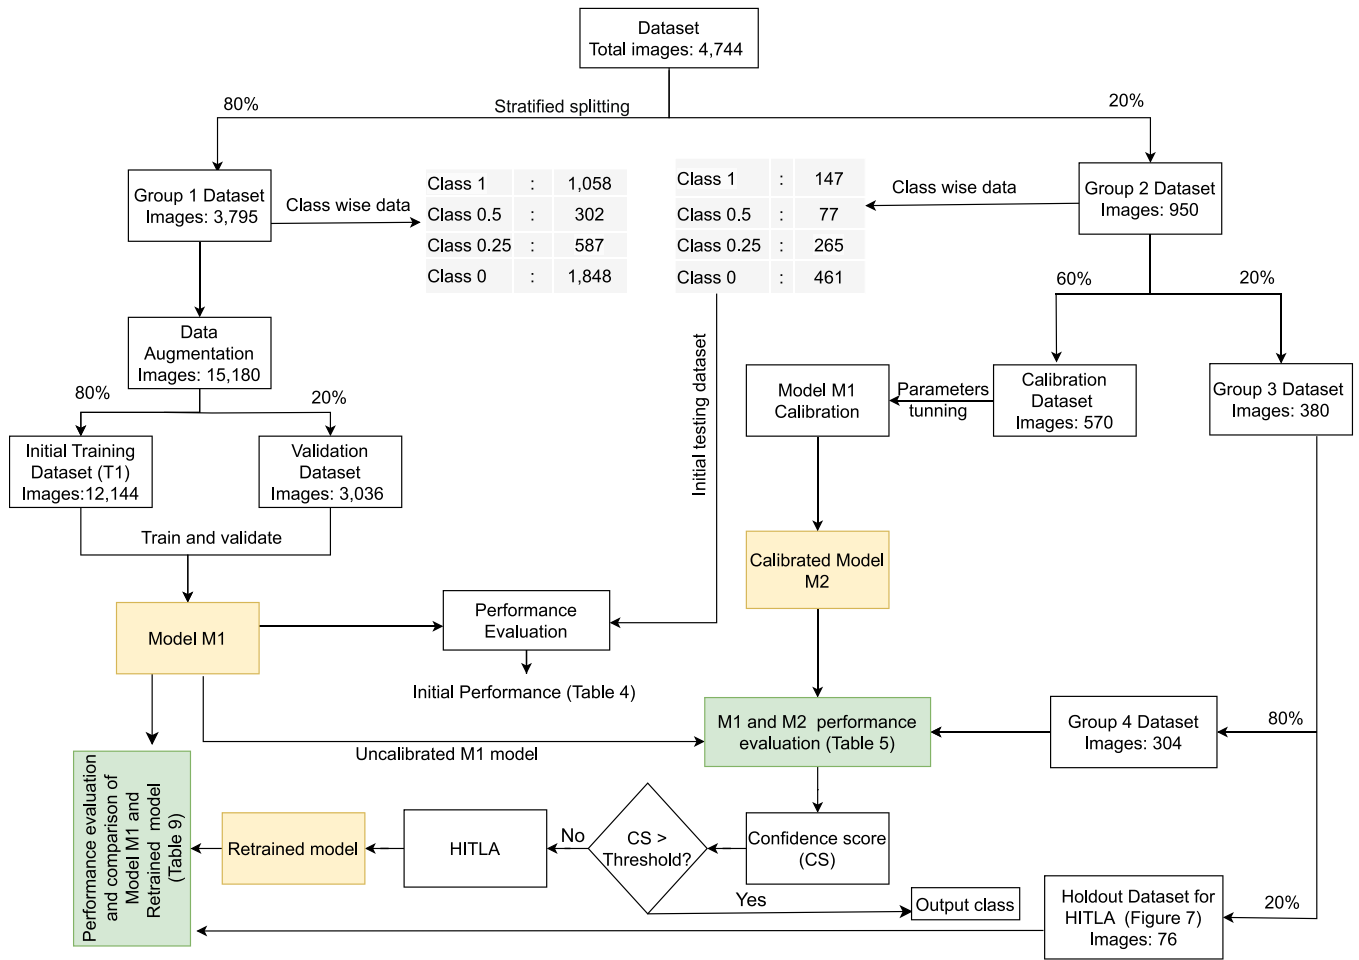 Dataset
Total images: 4,744
80%
Stratified splitting
20%
Group 1 Dataset
Images: 3,795
Class wise data
Class 1 : 1,058
Class 0.5 : 302
Class 0.25 : 587
Class 0 : 1,848
Class 1 : 147
Class 0.5 : 77
Class 0.25 : 265
Class 0 : 461
Class wise data
Group 2 Dataset
Images: 950
60%
20%
Data
Augmentation
Images: 15,180
80%
20%
Initial testing dataset
Model M1
Calibration
Parameters
tunning
Calibration
Dataset
Images: 570
Group 3 Dataset
Images: 380
Initial Training
Dataset (T1)
Images:12,144
Validation
Dataset
Images: 3,036
Train and validate
Calibrated Model
M2
Model M1
Performance
Evaluation
Initial Performance (Table 4)
Uncalibrated M1 model
M1 and M2 performance
evaluation (Table 5)
Group 4 Dataset
Images: 304
80%
Performance evaluation
and comparison of
Model M1 and
Retrained model
(Table 9)
Retrained model
HITLA
No
CS >
Threshold?
Confidence score
(CS)
Yes
Output class
Holdout Dataset for
HITLA (Figure 7)
Images: 76
20%